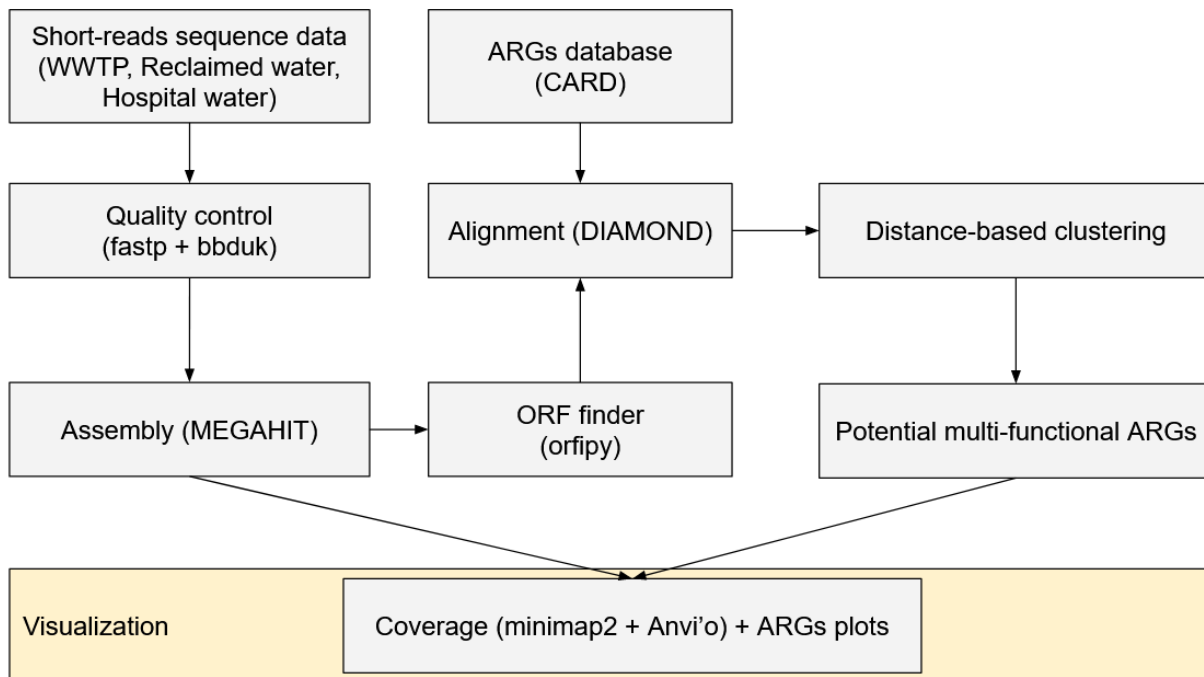 Short-reads sequence data
(WWTP, Reclaimed water,
Hospital water)
ARGs database
(CARD)
Quality control
(fastp + bbduk)
Alignment (DIAMOND)
Distance-based clustering
Assembly (MEGAHIT)
ORF finder
(orfipy)
Potential multi-functional ARGs
Visualization
Coverage (minimap2 + Anvi’o) + ARGs plots